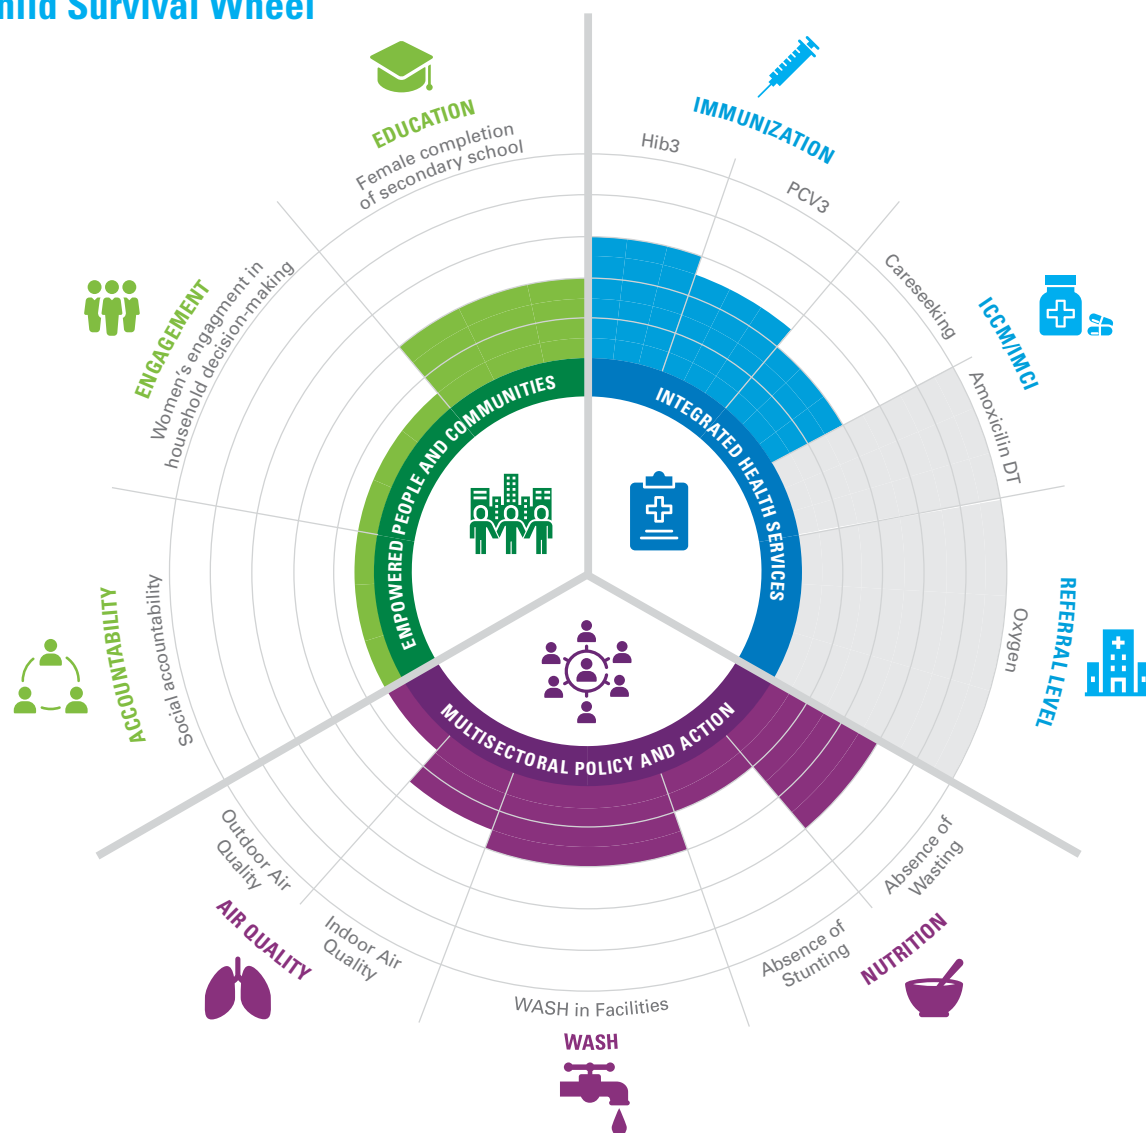 Child Survival Wheel
EDUCATION
Female completion
of secondary school
IMMUNIZATION
Hib3
PCV3
Careseeking
ICCM/IMCI
Amoxicilin DT
REFERRAL LEVEL
Oxygen
ENGAGEMENT
Women's engagment in
household decision-making
ACCOUNTABILITY
Social accountability
EMPOWERED PEOPLE AND COMMUNITIES
INTEGRATED HEALTH SERVICES
MULTISECTORAL POLICY AND ACTION
Outdoor Air
Quality
AIR QUALITY
Indoor Air
Quality
WASH in Facilities
WASH
Absence of
Stunting
NUTRITION
Absence of
Wasting